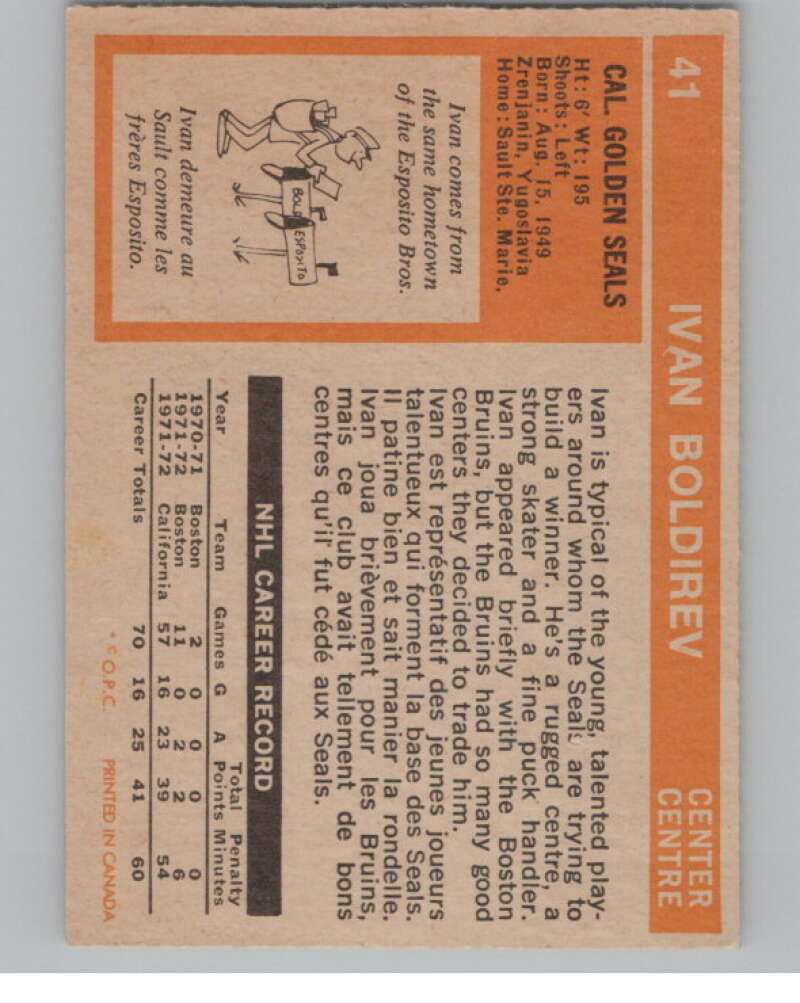 41
IVAN BOLDIREV
CENTER
CENTRE
CAL. GOLDEN SEALS
Ht: 6' Wt: 195
Shoots: Left
Born: Aug. 15, 1949
Zrenjanin, Yugoslavia
Home: Sault Ste. Marie.
Ivan comes from
the same hometown
of the Esposito Bros.
BOLD
ESPOSITO
Ivan demeure au
Sault comme les
frères Esposito.
Ivan is typical of the young, talented play-
ers around whom the Seals are trying to
build a winner. He's a rugged centre, a
strong skater and a fine puck handler.
Ivan appeared briefly with the Boston
Bruins, but the Bruins had so many good
centers they decided to trade him.
Ivan est représentatif des jeunes joueurs
talentueux qui forment la base des Seals.
Il patine bien et sait manier la rondelle.
Ivan joua brièvement pour les Bruins,
mais ce club avait tellement de bons
centres qu'il fut cédé aux Seals.
NHL CAREER RECORD
Total Penalty
Year Team Games G A Points Minutes
1970-71 Boston 2 0 0 0 0
1971-72 Boston 11 0 2 2 6
1971-72 California 57 16 23 39 54
Career Totals 70 16 25 41 60
* © O.P.C. PRINTED IN CANADA